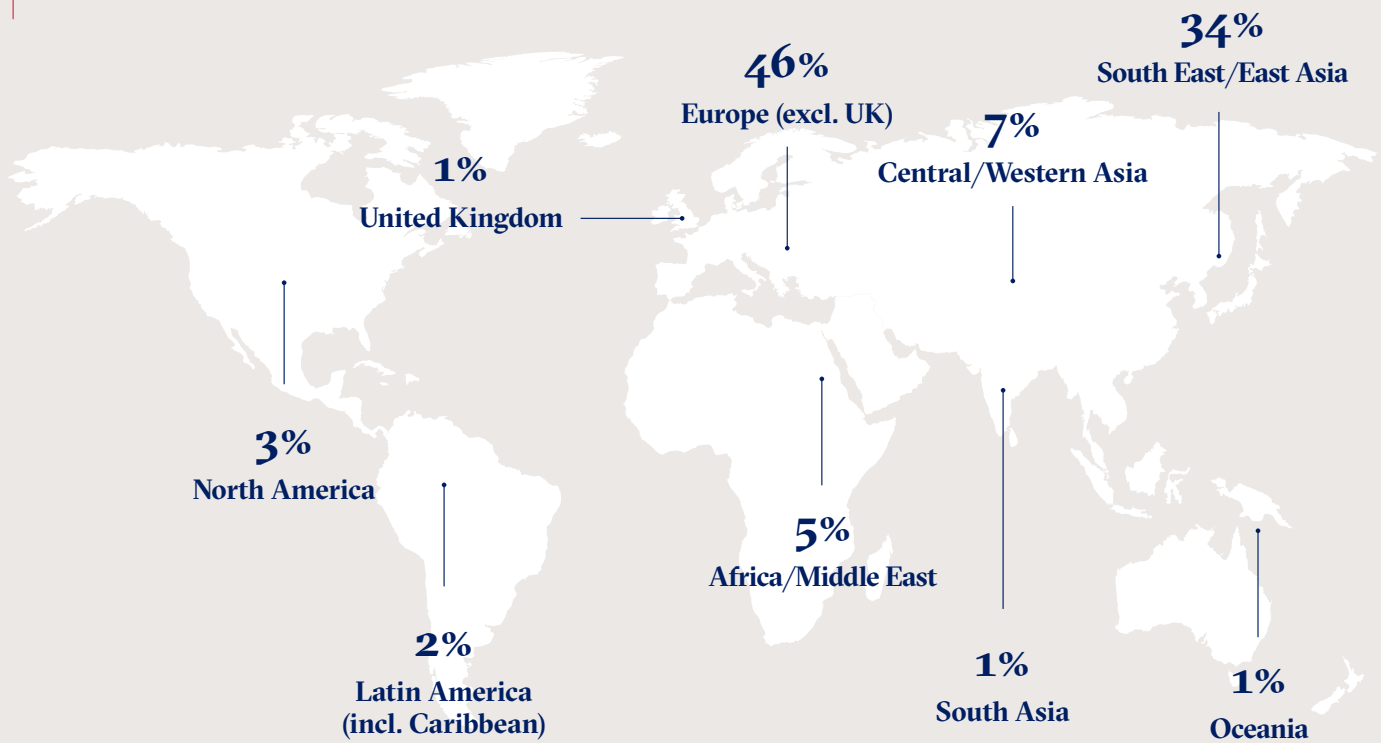 34%
South East/East Asia
46%
Europe (excl. UK)
7%
Central/Western Asia
1%
United Kingdom
3%
North America
5%
Africa/Middle East
2%
Latin America
(incl. Caribbean)
1%
South Asia
1%
Oceania